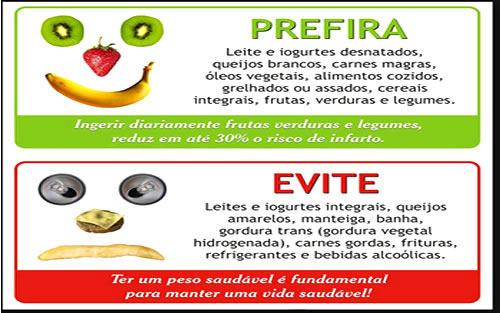 PREFIRA
Leite e iogurtes desnatados,
queijos brancos, carnes magras,
óleos vegetais, alimentos cozidos,
grelhados ou assados, cereais
integrais, frutas, verduras e legumes.
Ingerir diariamente frutas verduras e legumes,
reduz em até 30% o risco de infarto.
EVITE
Leites e iogurtes integrais, queijos
amarelos, manteiga, banha,
gordura trans (gordura vegetal
hidrogenada), carnes gordas, frituras,
refrigerantes e bebidas alcoólicas.
Ter um peso saudável é fundamental
para manter uma vida saudável!